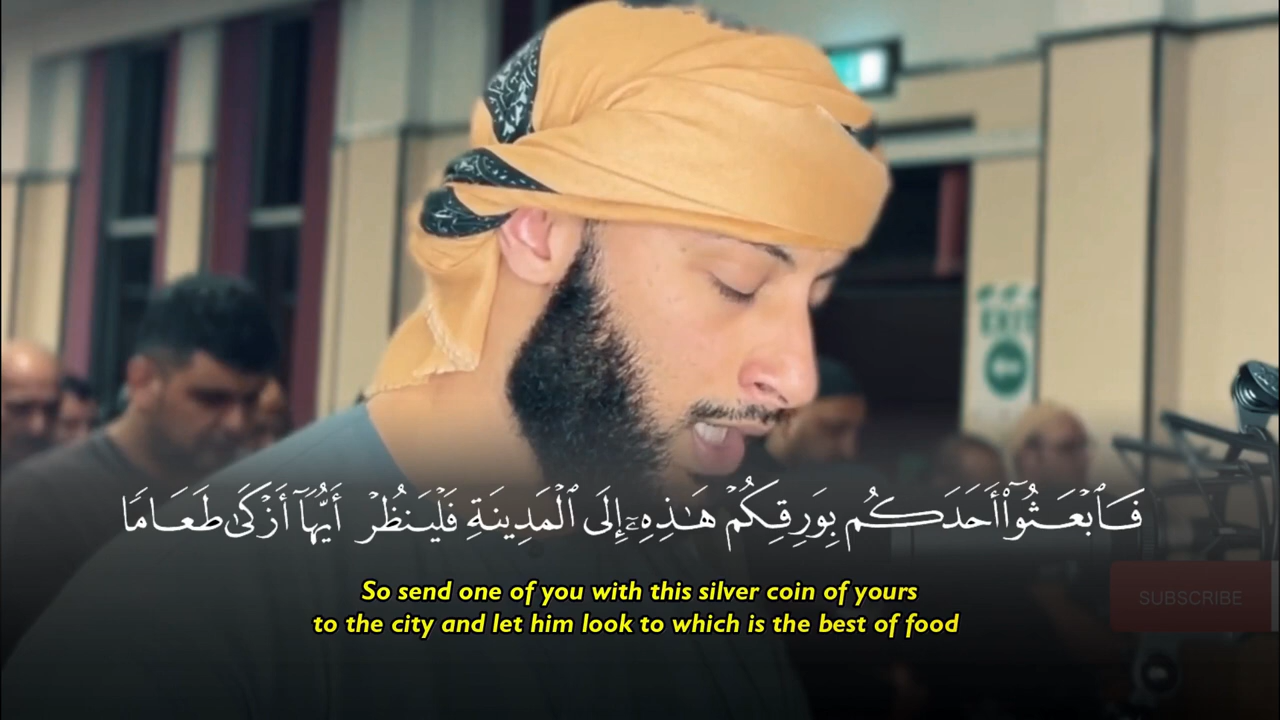 EXIT
فَٱبْعَثُوٓا۟ أَحَدَكُم بِوَرِقِكُمْ هَـٰذِهِۦٓ إِلَى ٱلْمَدِينَةِ فَلْيَنظُرْ أَيُّهَآ أَزْكَىٰ طَعَامًا
So send one of you with this silver coin of yours
to the city and let him look to which is the best of food
SUBSCRIBE